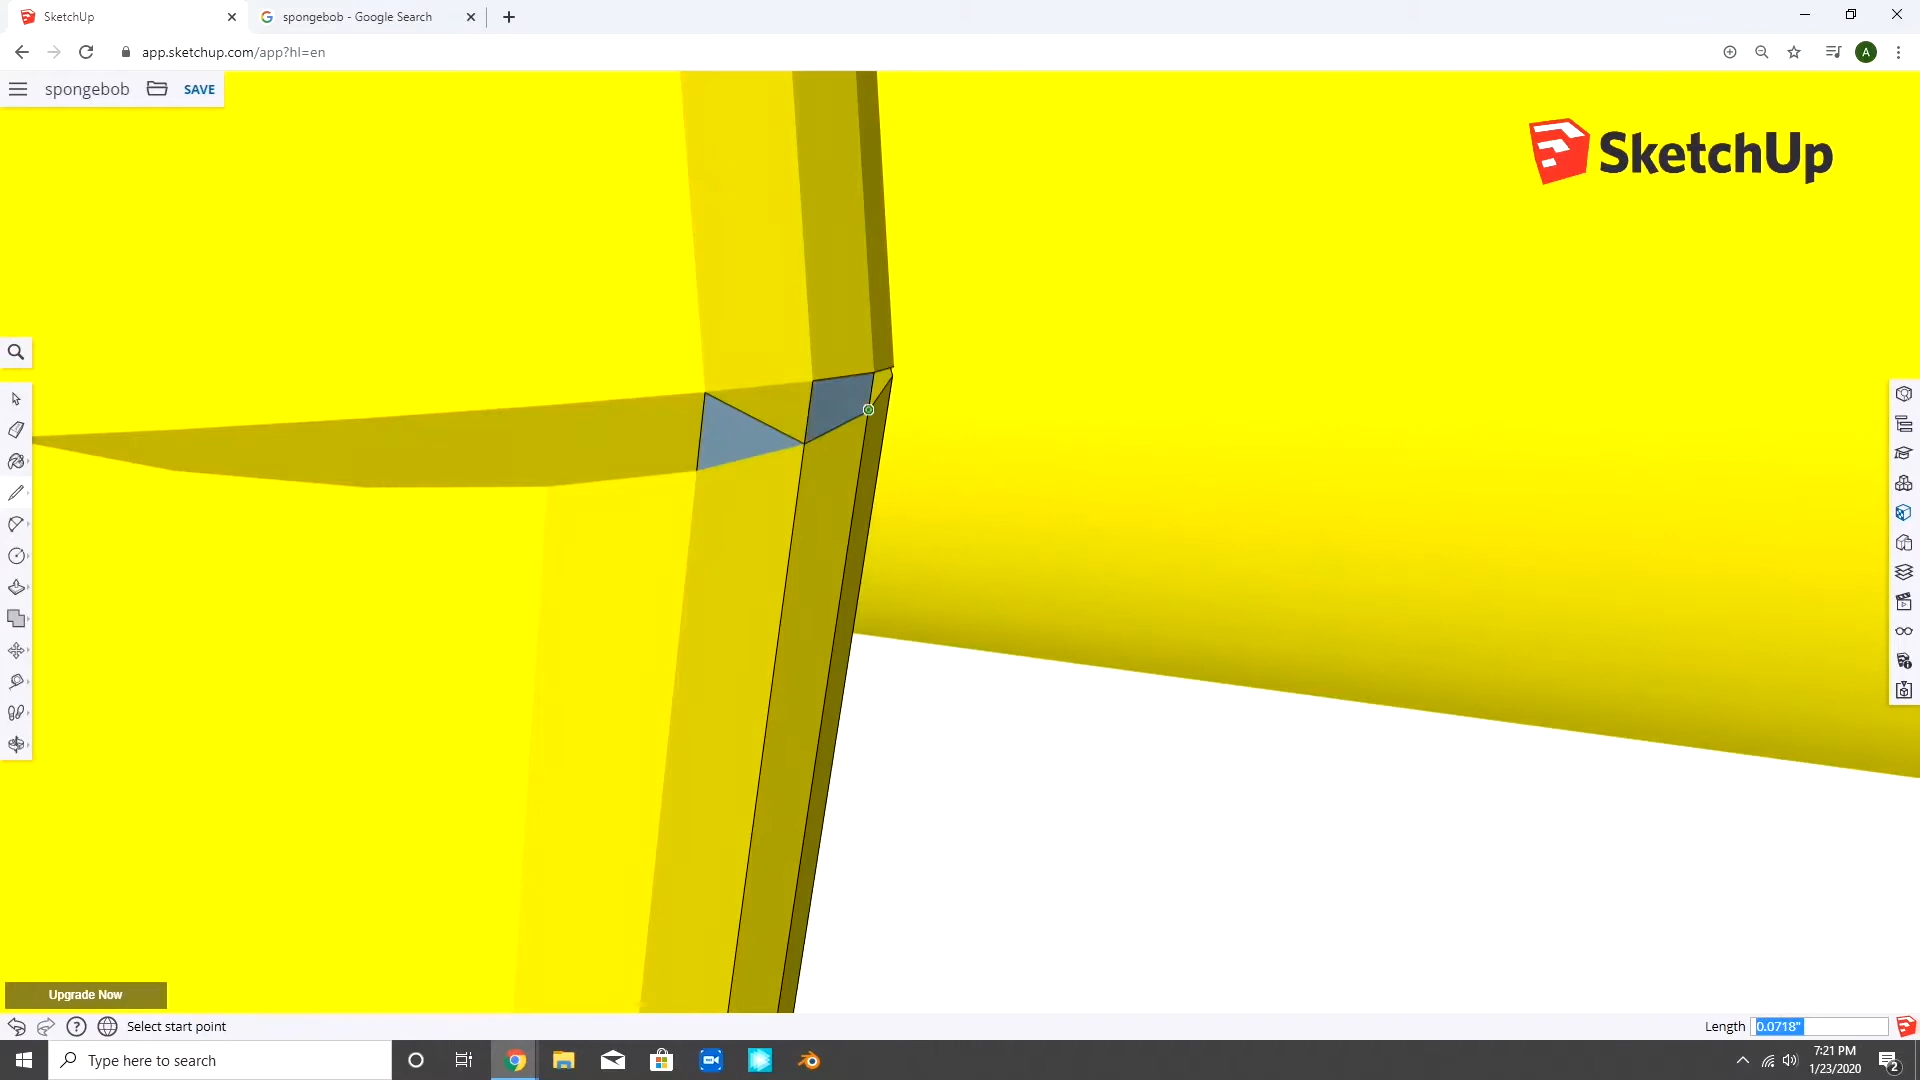 SketchUp
spongebob - Google Search
app.sketchup.com/app?hl=en
A
spongebob
SAVE
SketchUp
Upgrade Now
Select start point
Length
0.0718"
Type here to search
7:21 PM
1/23/2020
2